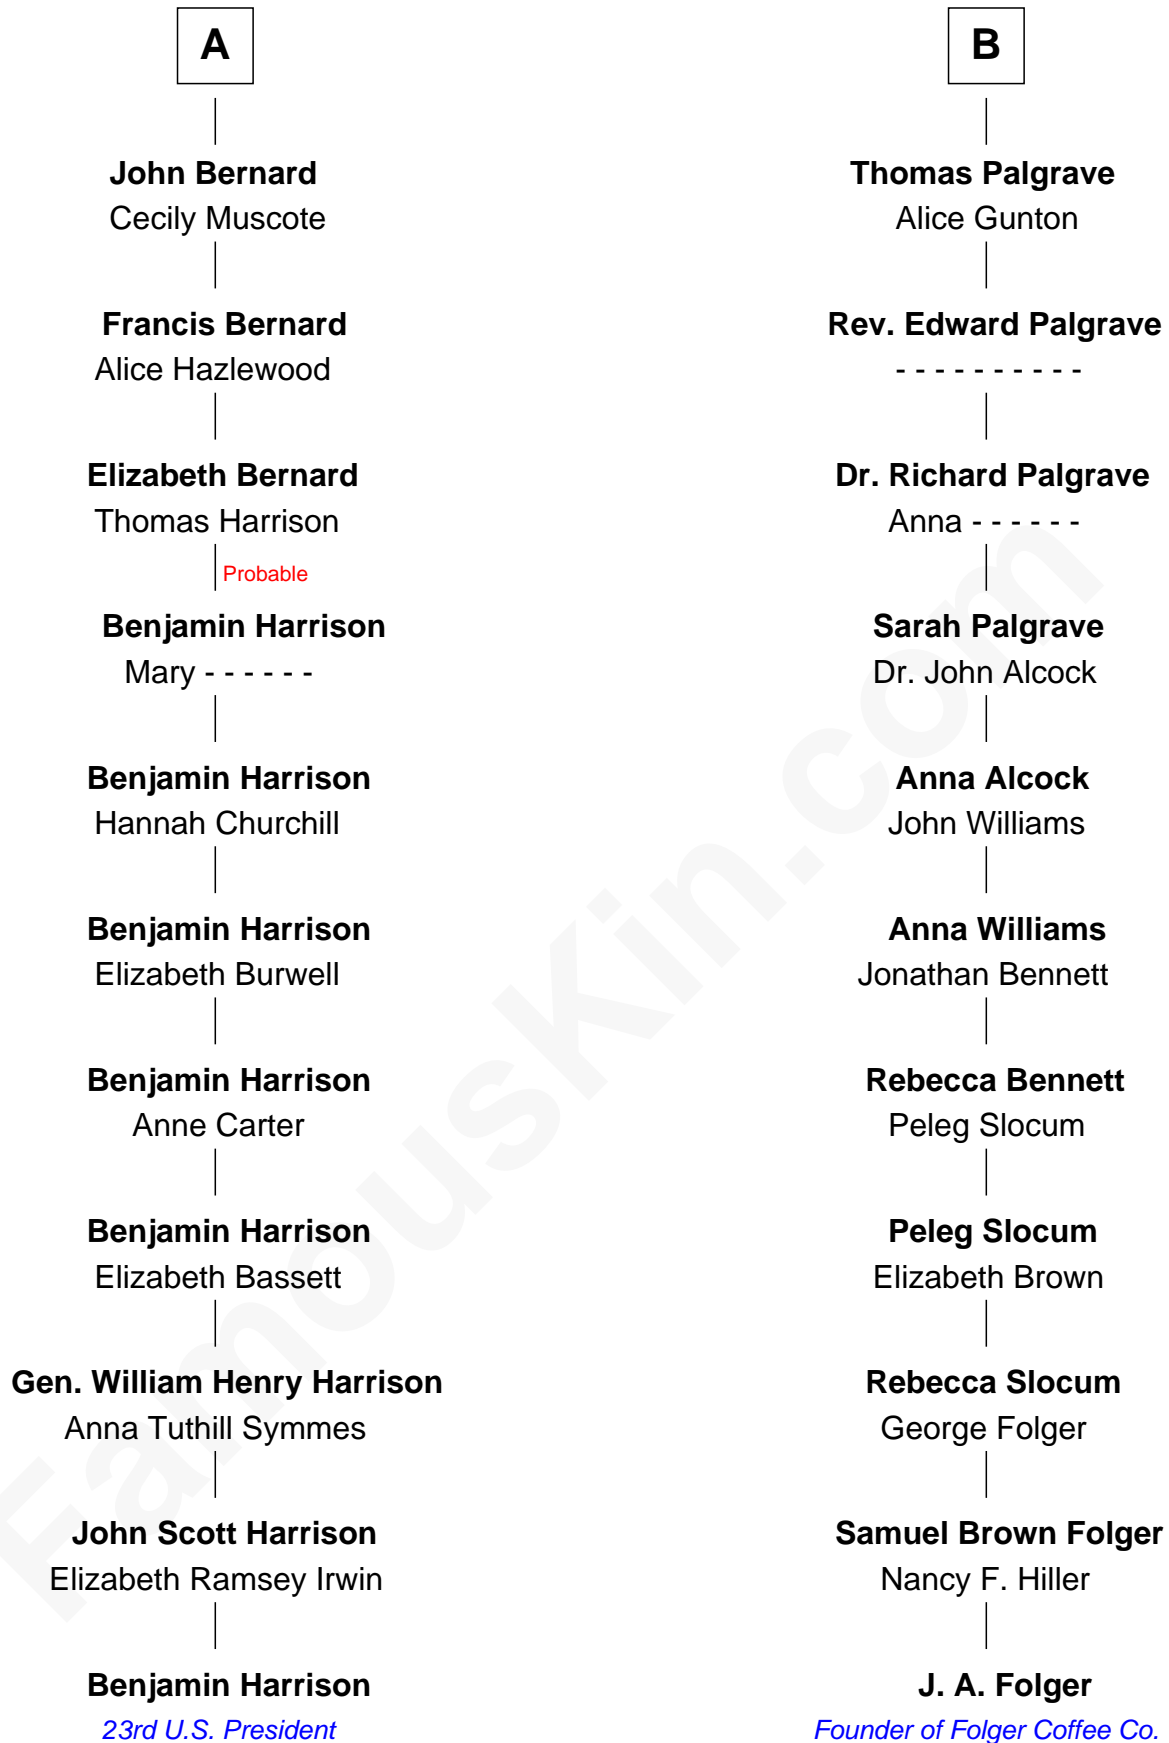 A
John Bernard
Cecily Muscote
Francis Bernard
Alice Hazlewood
Elizabeth Bernard
Thomas Harrison
Probable
Benjamin Harrison
Mary - - - - - -
Benjamin Harrison
Hannah Churchill
Benjamin Harrison
Elizabeth Burwell
Benjamin Harrison
Anne Carter
Benjamin Harrison
Elizabeth Bassett
Gen. William Henry Harrison
Anna Tuthill Symmes
John Scott Harrison
Elizabeth Ramsey Irwin
Benjamin Harrison
23rd U.S. President
B
Thomas Palgrave
Alice Gunton
Rev. Edward Palgrave
- - - - - - - - - -
Dr. Richard Palgrave
Anna - - - - - -
Sarah Palgrave
Dr. John Alcock
Anna Alcock
John Williams
Anna Williams
Jonathan Bennett
Rebecca Bennett
Peleg Slocum
Peleg Slocum
Elizabeth Brown
Rebecca Slocum
George Folger
Samuel Brown Folger
Nancy F. Hiller
J. A. Folger
Founder of Folger Coffee Co.
FamousKin.com